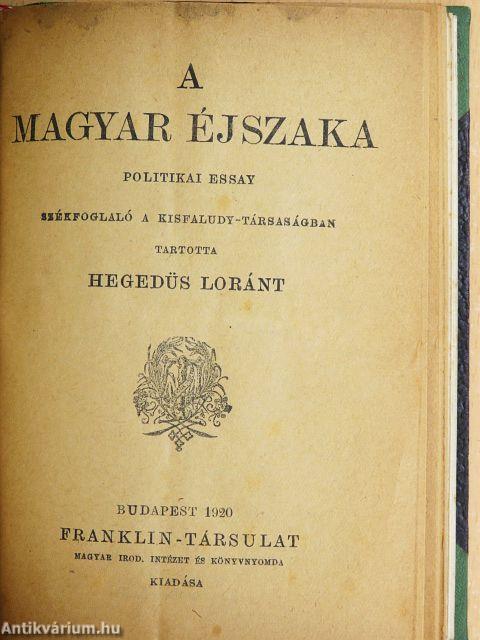 A
MAGYAR ÉJSZAKA
POLITIKAI ESSAY
SZÉKFOGLALÓ A KISFALUDY-TÁRSASÁGBAN
TARTOTTA
HEGEDÜS LORÁNT
BUDAPEST 1920
FRANKLIN-TÁRSULAT
MAGYAR IROD. INTÉZET ÉS KÖNYVNYOMDA
KIADÁSA
Antikvárium.hu